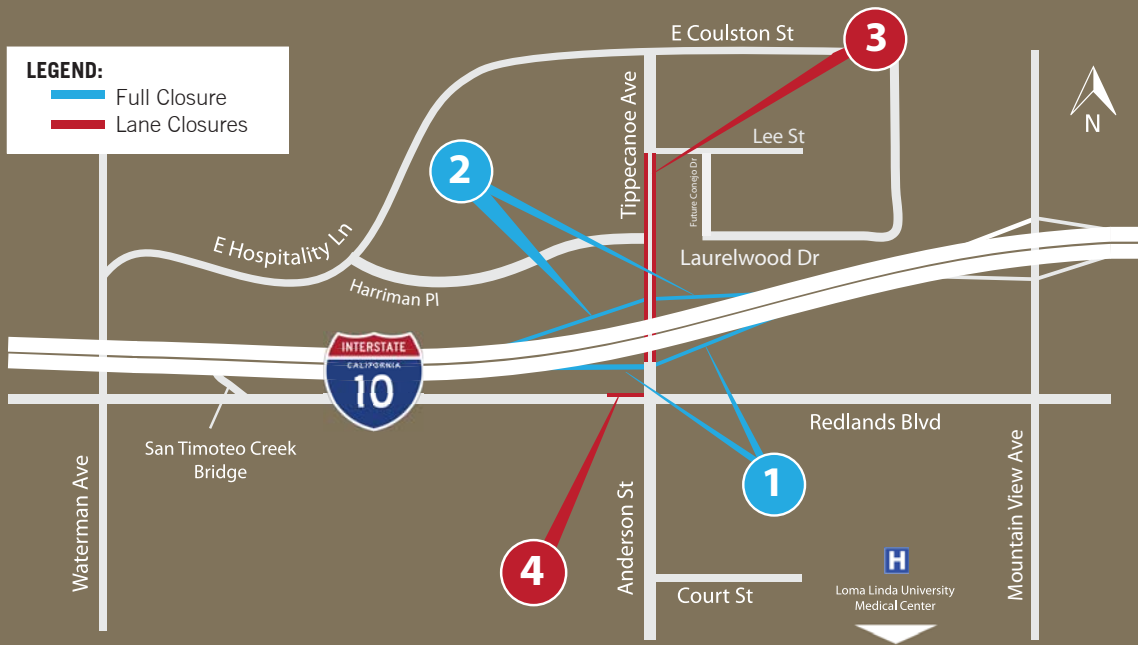 E Coulston St
3
LEGEND:
Full Closure
Lane Closures
Tippecanoe Ave
N
Lee St
2
Future Conejo Dr
E Hospitality Ln
Laurelwood Dr
Harriman Pl
INTERSTATE
CALIFORNIA
10
Redlands Blvd
San Timoteo Creek
Bridge
1
Waterman Ave
Anderson St
Mountain View Ave
4
H
Court St
Loma Linda University
Medical Center